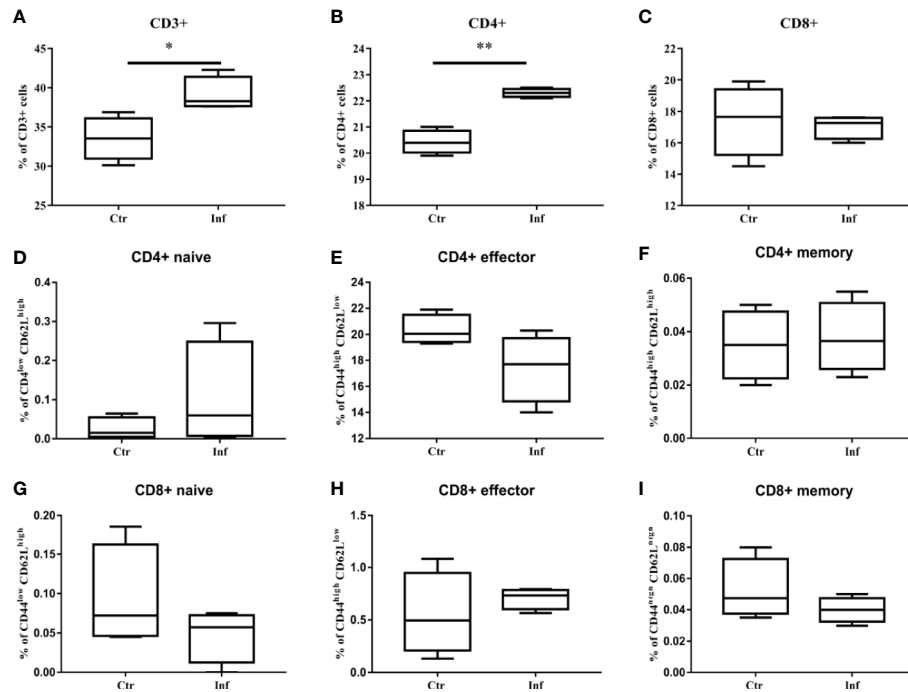 A
CD3+
*
% of CD3+ cells
45
40
35
30
25
Ctr
Inf
B
CD4+
**
% of CD4+ cells
24
23
22
21
20
19
18
Ctr
Inf
C
CD8+
% of CD8+ cells
22
20
18
16
14
12
Ctr
Inf
D
CD4+ naive
% of CD4low CD62Lhigh
0.4
0.3
0.2
0.1
0.0
Ctr
Inf
E
CD4+ effector
% of CD44high CD62Llow
24
22
20
18
16
14
12
Ctr
Inf
F
CD4+ memory
% of CD44high CD62Lhigh
0.06
0.04
0.02
0.00
Ctr
Inf
G
CD8+ naive
% of CD44low CD62Lhigh
0.20
0.15
0.10
0.05
0.00
Ctr
Inf
H
CD8+ effector
% of CD44high CD62Llow
1.5
1.0
0.5
0.0
Ctr
Inf
I
CD8+ memory
% of CD44high CD62Lhigh
0.10
0.08
0.06
0.04
0.02
0.00
Ctr
Inf